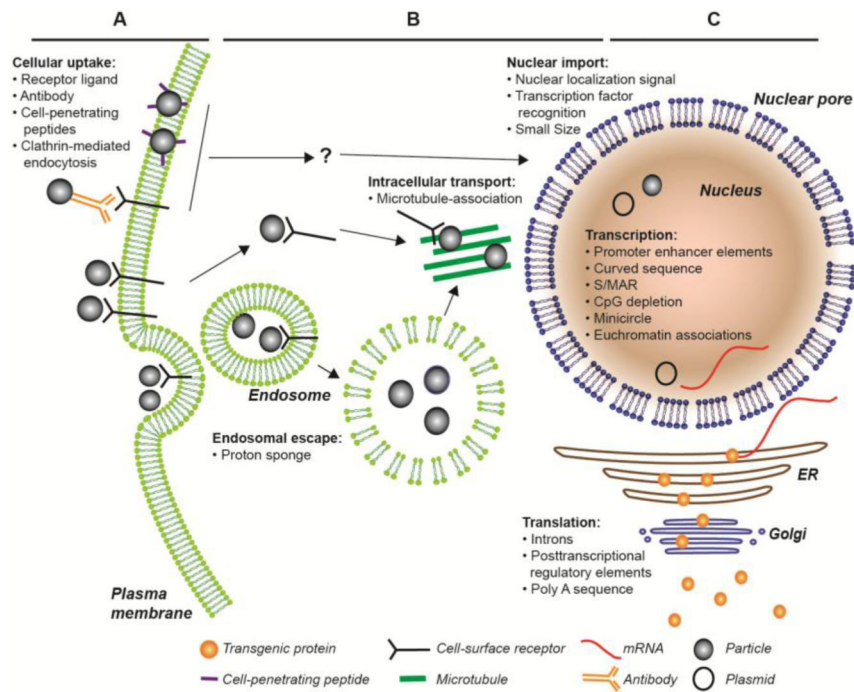 A
B
C
Cellular uptake:
• Receptor ligand
• Antibody
• Cell-penetrating
peptides
• Clathrin-mediated
endocytosis
?
Nuclear import:
• Nuclear localization signal
• Transcription factor
recognition
• Small Size
Nuclear pore
Intracellular transport:
• Microtubule-association
Nucleus
Transcription:
• Promoter enhancer elements
• Curved sequence
• S/MAR
• CpG depletion
• Minicircle
• Euchromatin associations
Endosome
Endosomal escape:
• Proton sponge
ER
Translation:
• Introns
• Posttranscriptional
regulatory elements
• Poly A sequence
Golgi
Plasma
membrane
Transgenic protein
Cell-surface receptor
mRNA
Particle
Cell-penetrating peptide
Microtubule
Antibody
Plasmid